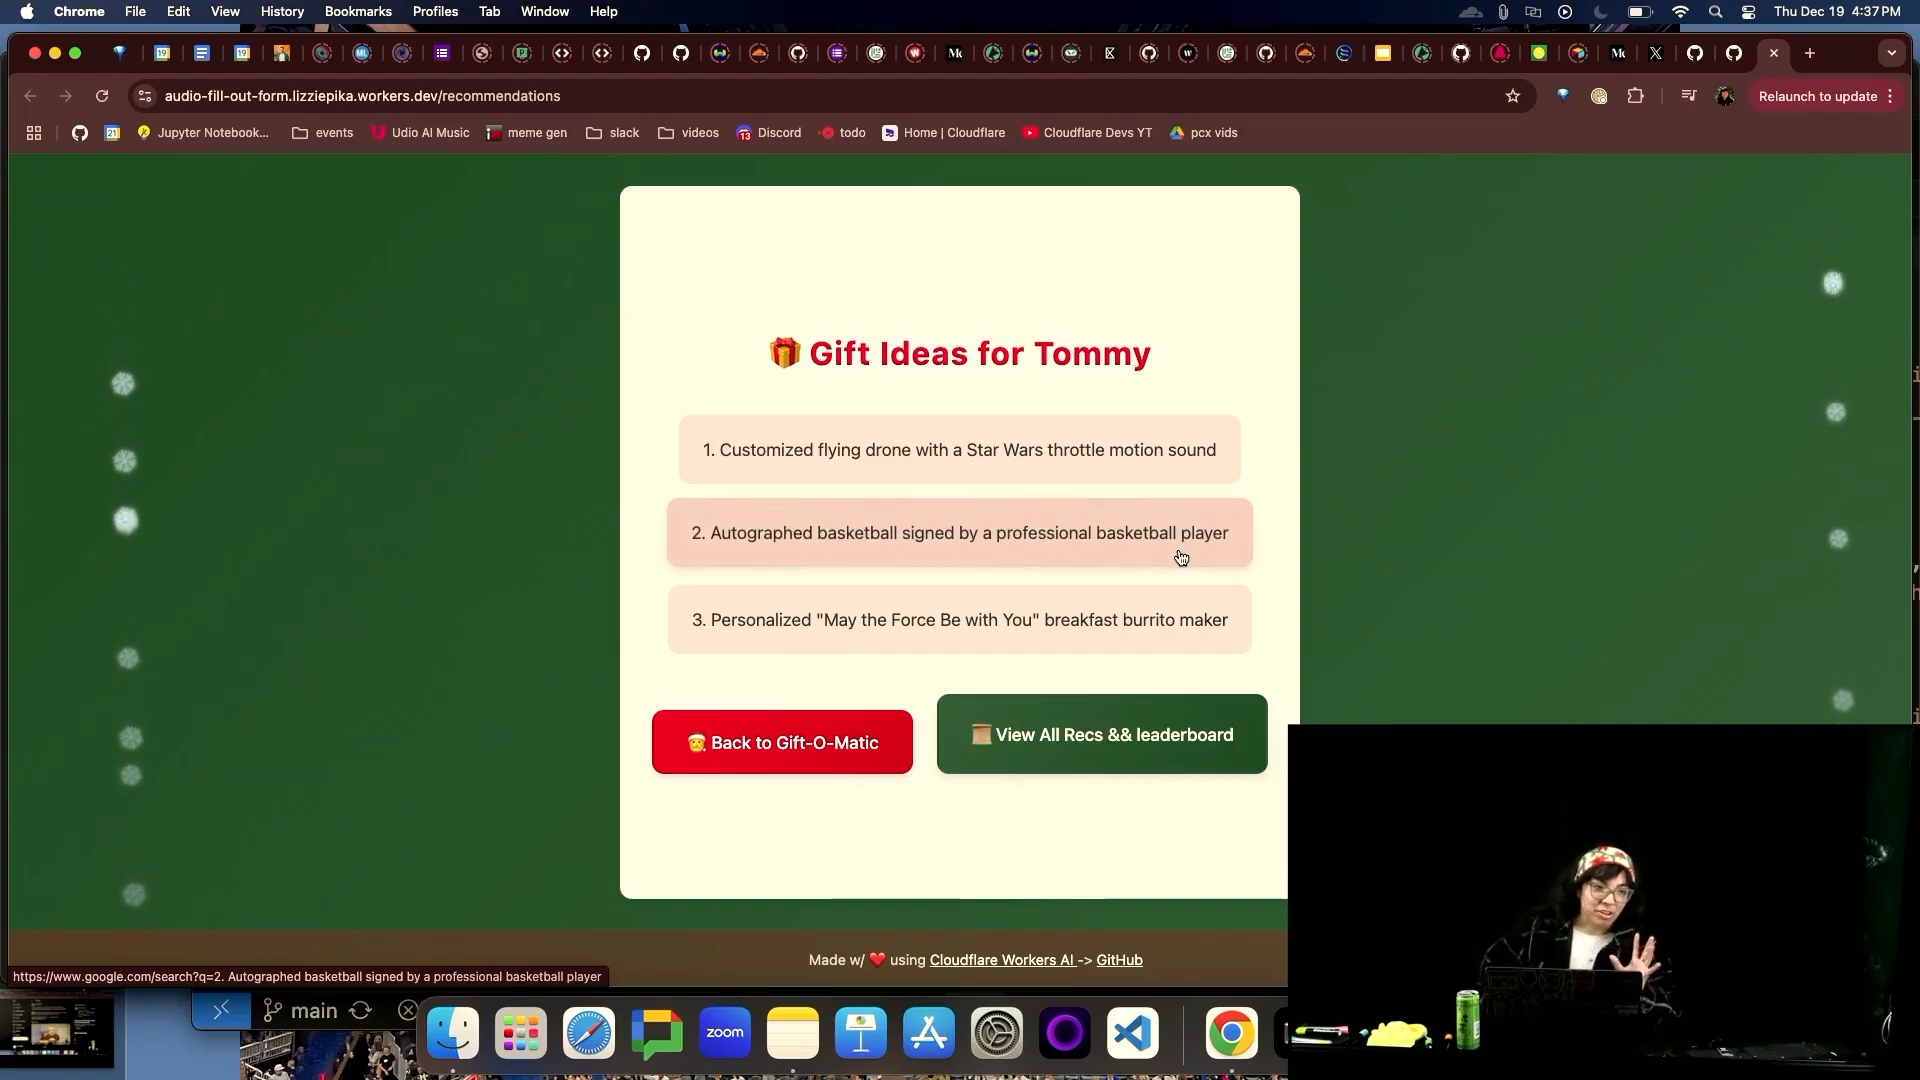 Chrome File Edit View History Bookmarks Profiles Tab Window Help
Thu Dec 19 4:37 PM
audio-fill-out-form.lizziepika.workers.dev/recommendations
Relaunch to update
Jupyter Notebook... events Udio AI Music meme gen slack videos Discord todo Home | Cloudflare Cloudflare Devs YT pcx vids
🎁 Gift Ideas for Tommy
1. Customized flying drone with a Star Wars throttle motion sound
2. Autographed basketball signed by a professional basketball player
3. Personalized "May the Force Be with You" breakfast burrito maker
🎅 Back to Gift-O-Matic
📜 View All Recs && leaderboard
Made w/ ❤️ using Cloudflare Workers AI -> GitHub
https://www.google.com/search?q=2. Autographed basketball signed by a professional basketball player
main
zoom